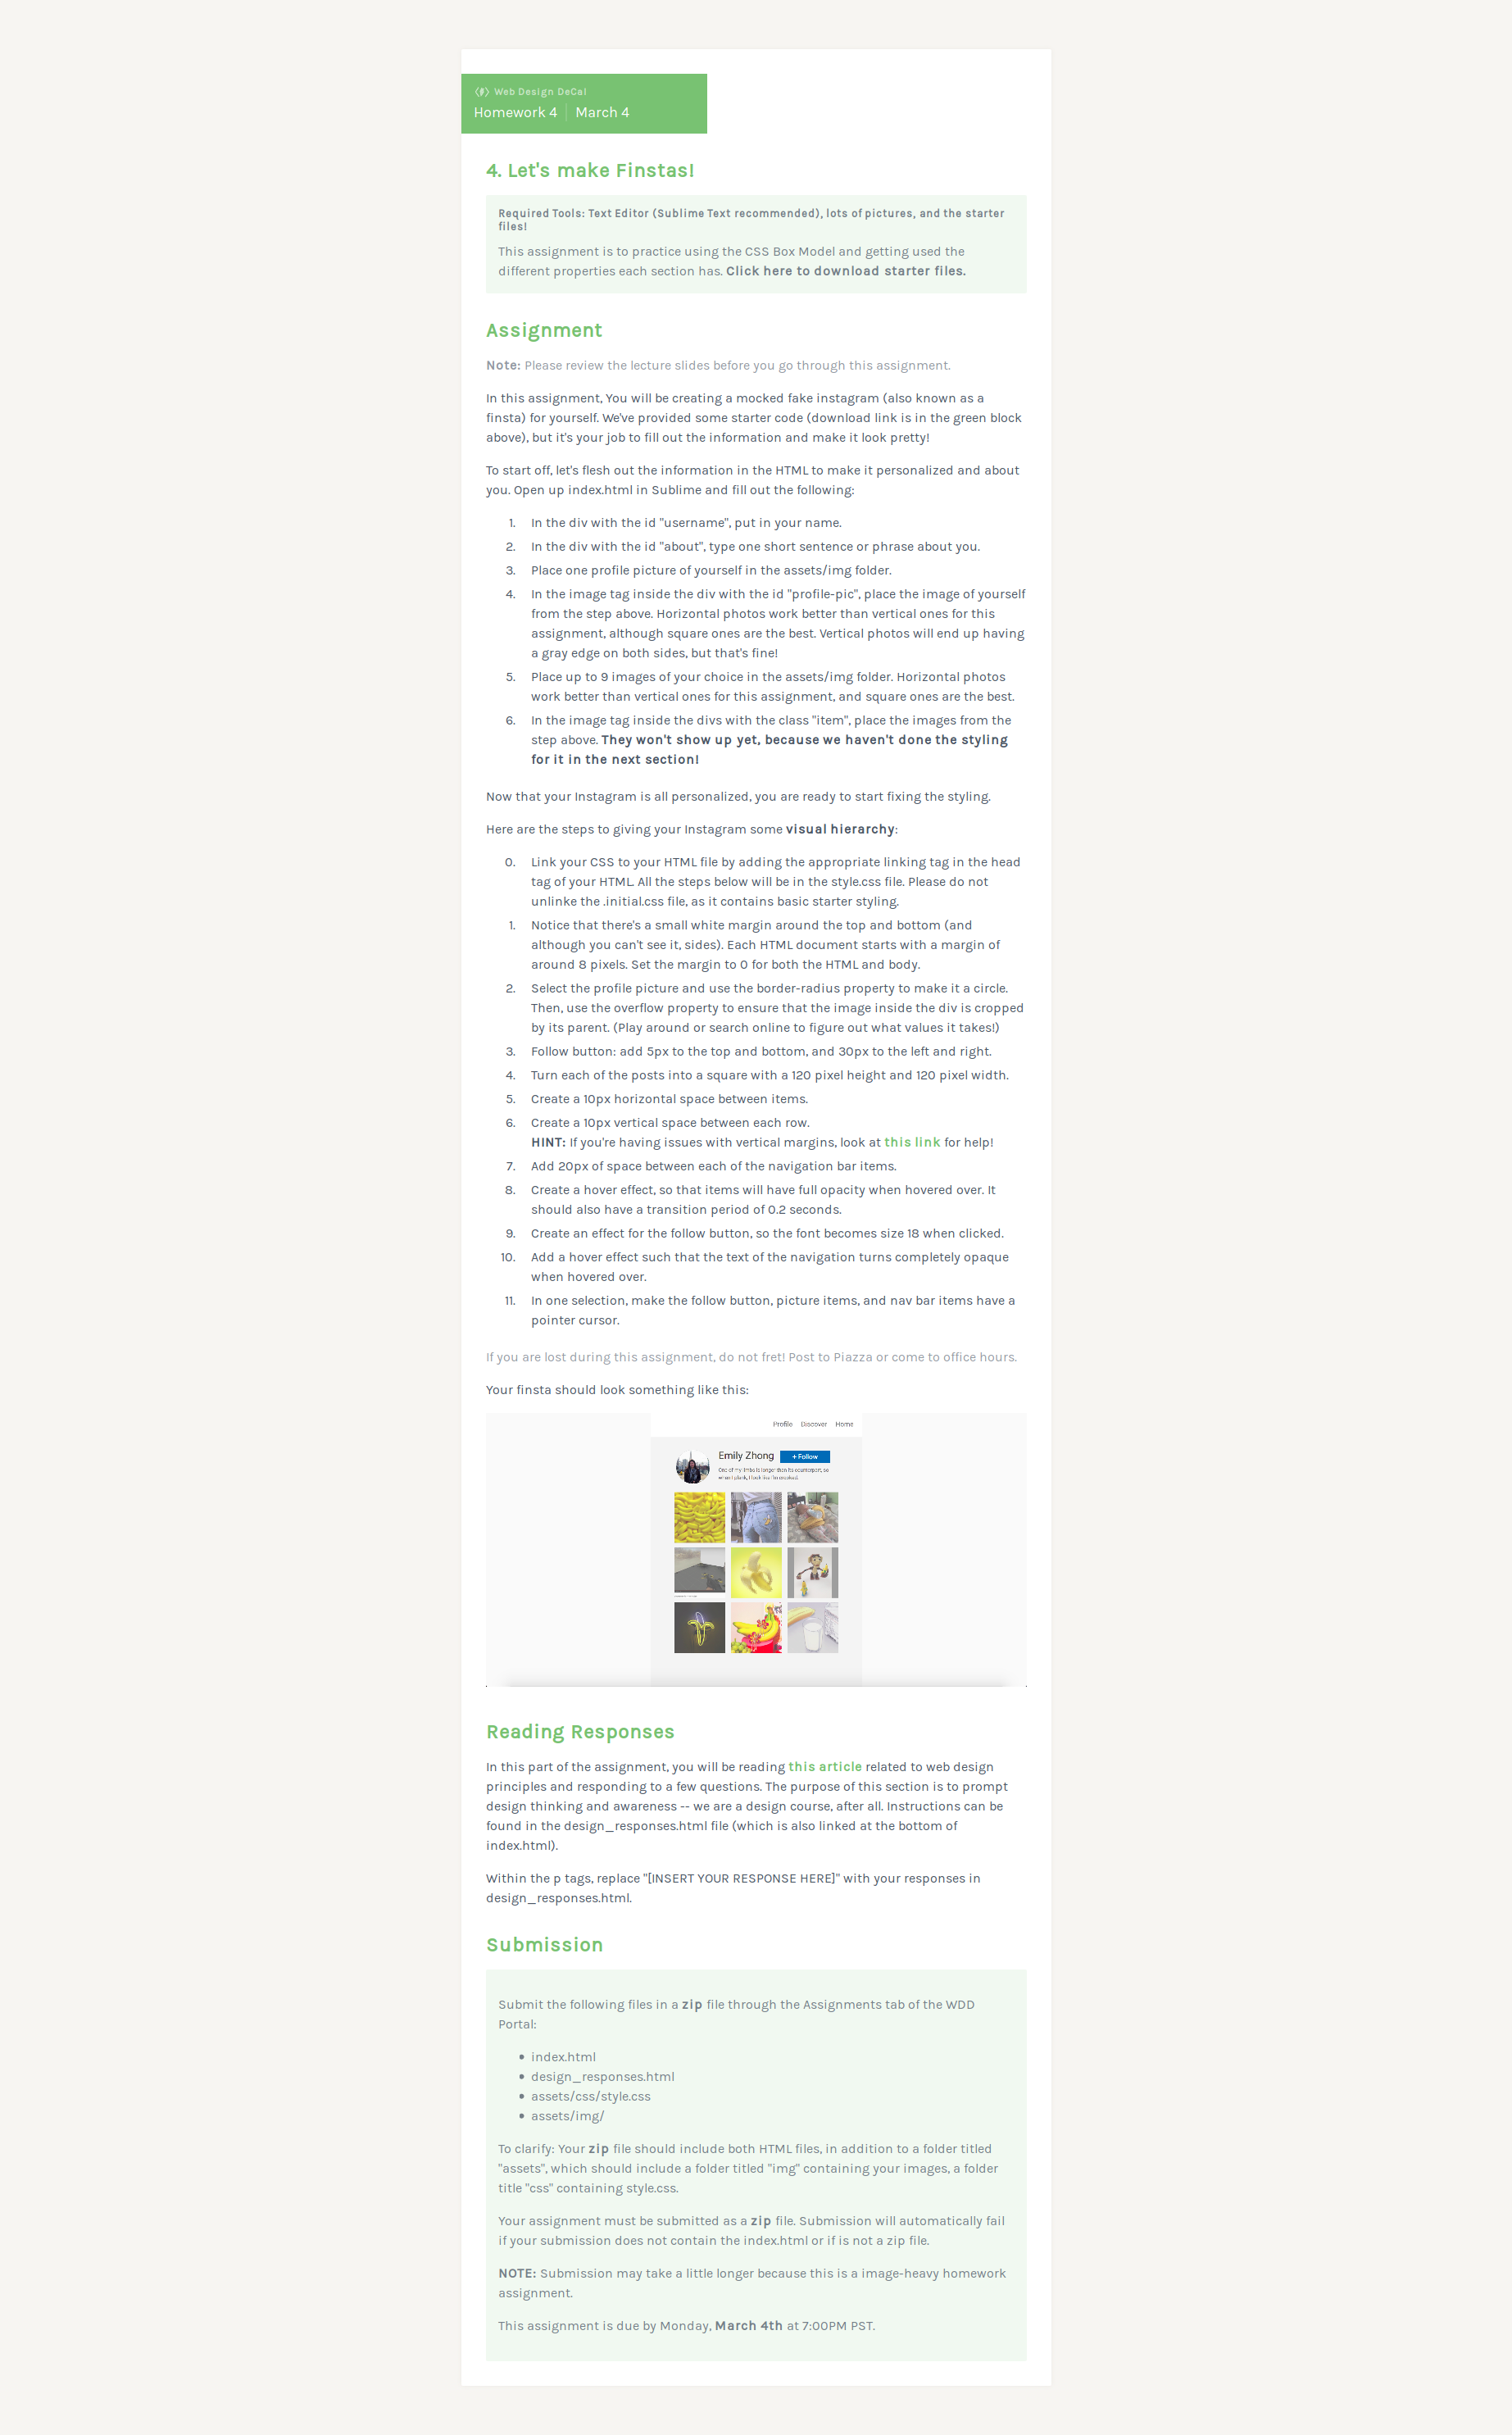 Web Design DeCal
Homework 4 March 4
4. Let's make Finstas!
Required Tools: Text Editor (Sublime Text recommended), lots of pictures, and the starter
files!
This assignment is to practice using the CSS Box Model and getting used the
different properties each section has. Click here to download starter files.
Assignment
Note: Please review the lecture slides before you go through this assignment.
In this assignment, You will be creating a mocked fake instagram (also known as a
finsta) for yourself. We've provided some starter code (download link is in the green block
above), but it's your job to fill out the information and make it look pretty!
To start off, let's flesh out the information in the HTML to make it personalized and about
you. Open up index.html in Sublime and fill out the following:
1. In the div with the id "username", put in your name.
2. In the div with the id "about", type one short sentence or phrase about you.
3. Place one profile picture of yourself in the assets/img folder.
4. In the image tag inside the div with the id "profile-pic", place the image of yourself
from the step above. Horizontal photos work better than vertical ones for this
assignment, although square ones are the best. Vertical photos will end up having
a gray edge on both sides, but that's fine!
5. Place up to 9 images of your choice in the assets/img folder. Horizontal photos
work better than vertical ones for this assignment, and square ones are the best.
6. In the image tag inside the divs with the class "item", place the images from the
step above. They won't show up yet, because we haven't done the styling
for it in the next section!
Now that your Instagram is all personalized, you are ready to start fixing the styling.
Here are the steps to giving your Instagram some visual hierarchy:
0. Link your CSS to your HTML file by adding the appropriate linking tag in the head
tag of your HTML. All the steps below will be in the style.css file. Please do not
unlinke the .initial.css file, as it contains basic starter styling.
1. Notice that there's a small white margin around the top and bottom (and
although you can't see it, sides). Each HTML document starts with a margin of
around 8 pixels. Set the margin to 0 for both the HTML and body.
2. Select the profile picture and use the border-radius property to make it a circle.
Then, use the overflow property to ensure that the image inside the div is cropped
by its parent. (Play around or search online to figure out what values it takes!)
3. Follow button: add 5px to the top and bottom, and 30px to the left and right.
4. Turn each of the posts into a square with a 120 pixel height and 120 pixel width.
5. Create a 10px horizontal space between items.
6. Create a 10px vertical space between each row.
HINT: If you're having issues with vertical margins, look at this link for help!
7. Add 20px of space between each of the navigation bar items.
8. Create a hover effect, so that items will have full opacity when hovered over. It
should also have a transition period of 0.2 seconds.
9. Create an effect for the follow button, so the font becomes size 18 when clicked.
10. Add a hover effect such that the text of the navigation turns completely opaque
when hovered over.
11. In one selection, make the follow button, picture items, and nav bar items have a
pointer cursor.
If you are lost during this assignment, do not fret! Post to Piazza or come to office hours.
Your finsta should look something like this:
Profile Discover Home
Emily Zhong + Follow
One of my limbs is longer than its counterpart, so
when I plank, I look like I'm crooked.
Reading Responses
In this part of the assignment, you will be reading this article related to web design
principles and responding to a few questions. The purpose of this section is to prompt
design thinking and awareness -- we are a design course, after all. Instructions can be
found in the design_responses.html file (which is also linked at the bottom of
index.html).
Within the p tags, replace "[INSERT YOUR RESPONSE HERE]" with your responses in
design_responses.html.
Submission
Submit the following files in a zip file through the Assignments tab of the WDD
Portal:
• index.html
• design_responses.html
• assets/css/style.css
• assets/img/
To clarify: Your zip file should include both HTML files, in addition to a folder titled
"assets", which should include a folder titled "img" containing your images, a folder
title "css" containing style.css.
Your assignment must be submitted as a zip file. Submission will automatically fail
if your submission does not contain the index.html or if is not a zip file.
NOTE: Submission may take a little longer because this is a image-heavy homework
assignment.
This assignment is due by Monday, March 4th at 7:00PM PST.